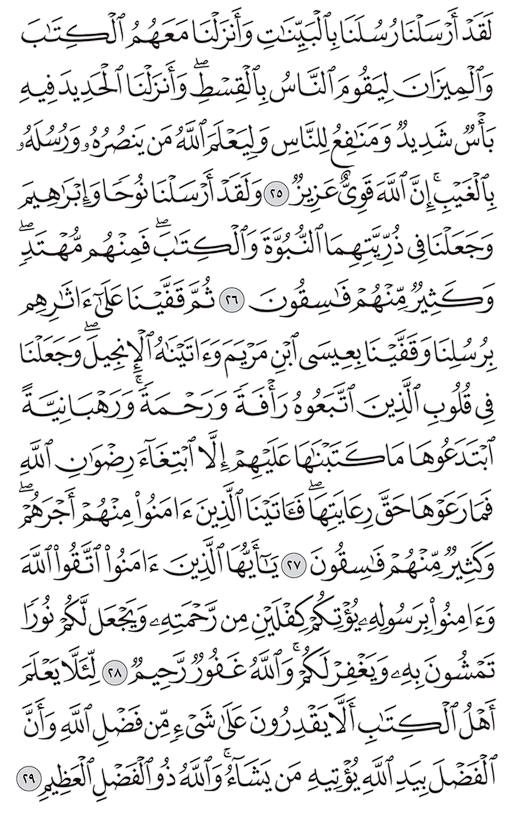 لَقَدۡ أَرۡسَلۡنَا رُسُلَنَا بِٱلۡبَيِّنَٰتِ وَأَنزَلۡنَا مَعَهُمُ ٱلۡكِتَٰبَ
وَٱلۡمِيزَانَ لِيَقُومَ ٱلنَّاسُ بِٱلۡقِسۡطِۖ وَأَنزَلۡنَا ٱلۡحَدِيدَ فِيهِ
بَأۡسٞ شَدِيدٞ وَمَنَٰفِعُ لِلنَّاسِ وَلِيَعۡلَمَ ٱللَّهُ مَن يَنصُرُهُۥ وَرُسُلَهُۥ
بِٱلۡغَيۡبِۚ إِنَّ ٱللَّهَ قَوِيٌّ عَزِيزٞ ٢٥ وَلَقَدۡ أَرۡسَلۡنَا نُوحٗا وَإِبۡرَٰهِيمَ
وَجَعَلۡنَا فِي ذُرِّيَّتِهِمَا ٱلنُّبُوَّةَ وَٱلۡكِتَٰبَۖ فَمِنۡهُم مُّهۡتَدٖۖ
وَكَثِيرٞ مِّنۡهُمۡ فَٰسِقُونَ ٢٦ ثُمَّ قَفَّيۡنَا عَلَىٰٓ ءَاثَٰرِهِم
بِرُسُلِنَا وَقَفَّيۡنَا بِعِيسَى ٱبۡنِ مَرۡيَمَ وَءَاتَيۡنَٰهُ ٱلۡإِنجِيلَۖ وَجَعَلۡنَا
فِي قُلُوبِ ٱلَّذِينَ ٱتَّبَعُوهُ رَأۡفَةٗ وَرَحۡمَةٗۚ وَرَهۡبَانِيَّةً
ٱبۡتَدَعُوهَا مَا كَتَبۡنَٰهَا عَلَيۡهِمۡ إِلَّا ٱبۡتِغَآءَ رِضۡوَٰنِ ٱللَّهِ
فَمَا رَعَوۡهَا حَقَّ رِعَايَتِهَاۖ فَـَٔاتَيۡنَا ٱلَّذِينَ ءَامَنُواْ مِنۡهُمۡ أَجۡرَهُمۡۖ
وَكَثِيرٞ مِّنۡهُمۡ فَٰسِقُونَ ٢٧ يَٰٓأَيُّهَا ٱلَّذِينَ ءَامَنُواْ ٱتَّقُواْ ٱللَّهَ
وَءَامِنُواْ بِرَسُولِهِۦ يُؤۡتِكُمۡ كِفۡلَيۡنِ مِن رَّحۡمَتِهِۦ وَيَجۡعَل لَّكُمۡ نُورٗا
تَمۡشُونَ بِهِۦ وَيَغۡفِرۡ لَكُمۡۚ وَٱللَّهُ غَفُورٞ رَّحِيمٞ ٢٨ لِّئَلَّا يَعۡلَمَ
أَهۡلُ ٱلۡكِتَٰبِ أَلَّا يَقۡدِرُونَ عَلَىٰ شَيۡءٖ مِّن فَضۡلِ ٱللَّهِ وَأَنَّ
ٱلۡفَضۡلَ بِيَدِ ٱللَّهِ يُؤۡتِيهِ مَن يَشَآءُۚ وَٱللَّهُ ذُو ٱلۡفَضۡلِ ٱلۡعَظِيمِ ٢٩